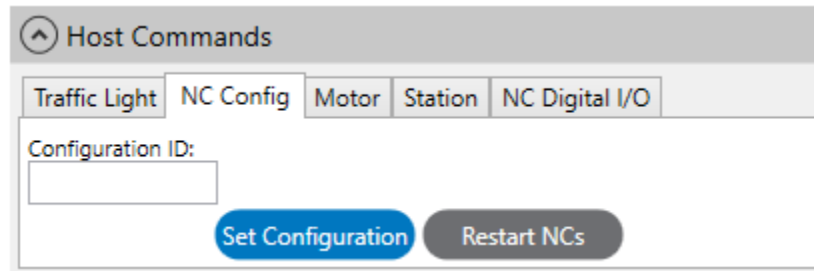 Host Commands
Traffic Light NC Config Motor Station NC Digital I/O
Configuration ID:
Set Configuration Restart NCs